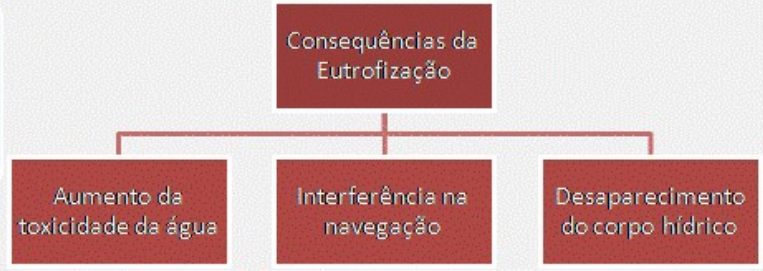 Consequências da
Eutrofização
Aumento da
toxicidade da água
Interferência na
navegação
Desaparecimento
do corpo hídrico